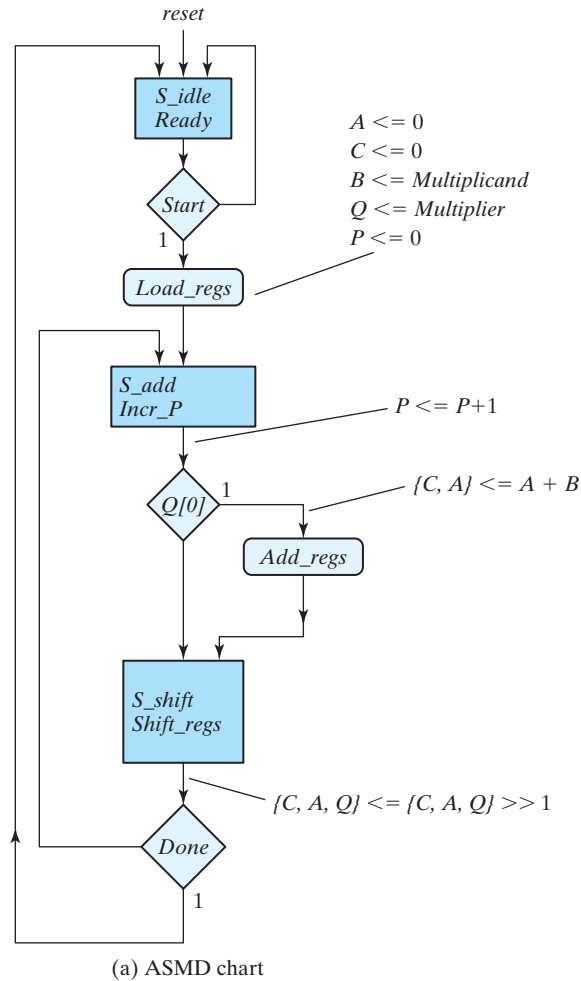 reset
S_idle
Ready
A <= 0
C <= 0
B <= Multiplicand
Q <= Multiplier
P <= 0
Start
1
Load_regs
S_add
Incr_P
P <= P+1
Q[0]
1
{C, A} <= A + B
Add_regs
S_shift
Shift_regs
{C, A, Q} <= {C, A, Q} >> 1
Done
1
(a) ASMD chart